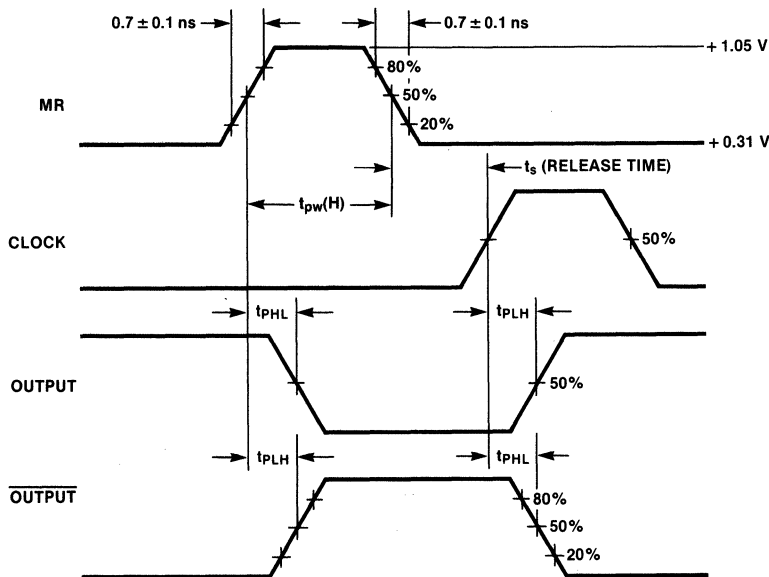 0.7 ± 0.1 ns
0.7 ± 0.1 ns
+ 1.05 V
80%
MR
50%
20%
+ 0.31 V
ts (RELEASE TIME)
tpw(H)
CLOCK
50%
tPHL
tPLH
OUTPUT
50%
tPLH
tPHL
OUTPUT
80%
50%
20%